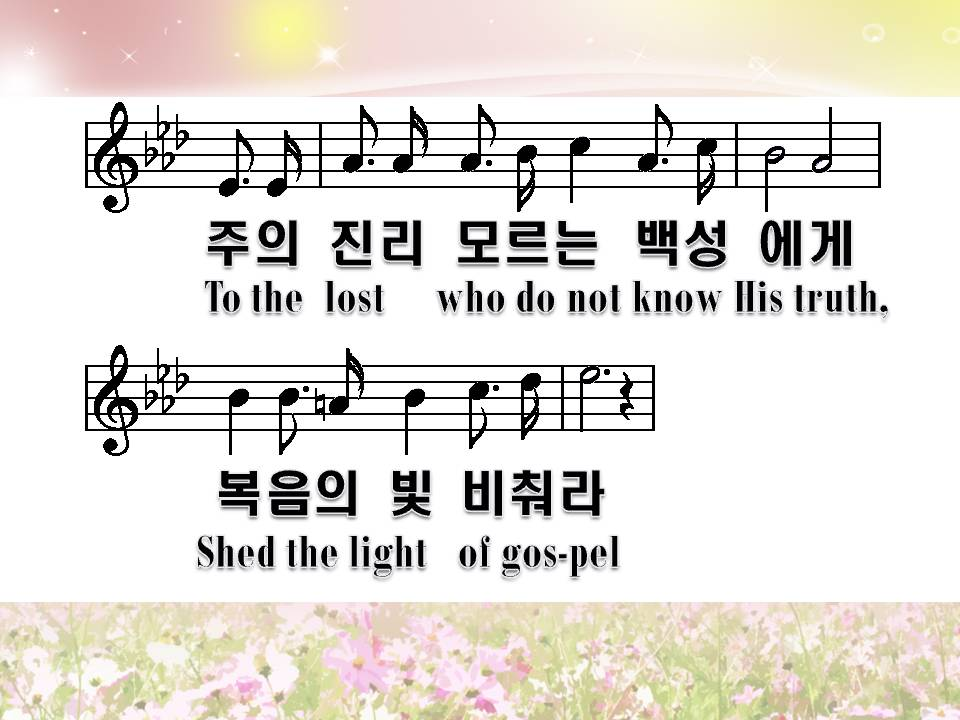 주의 진리 모르는 백성 에게
To the lost who do not know His truth,
복음의 빛 비춰라
Shed the light of gos-pel